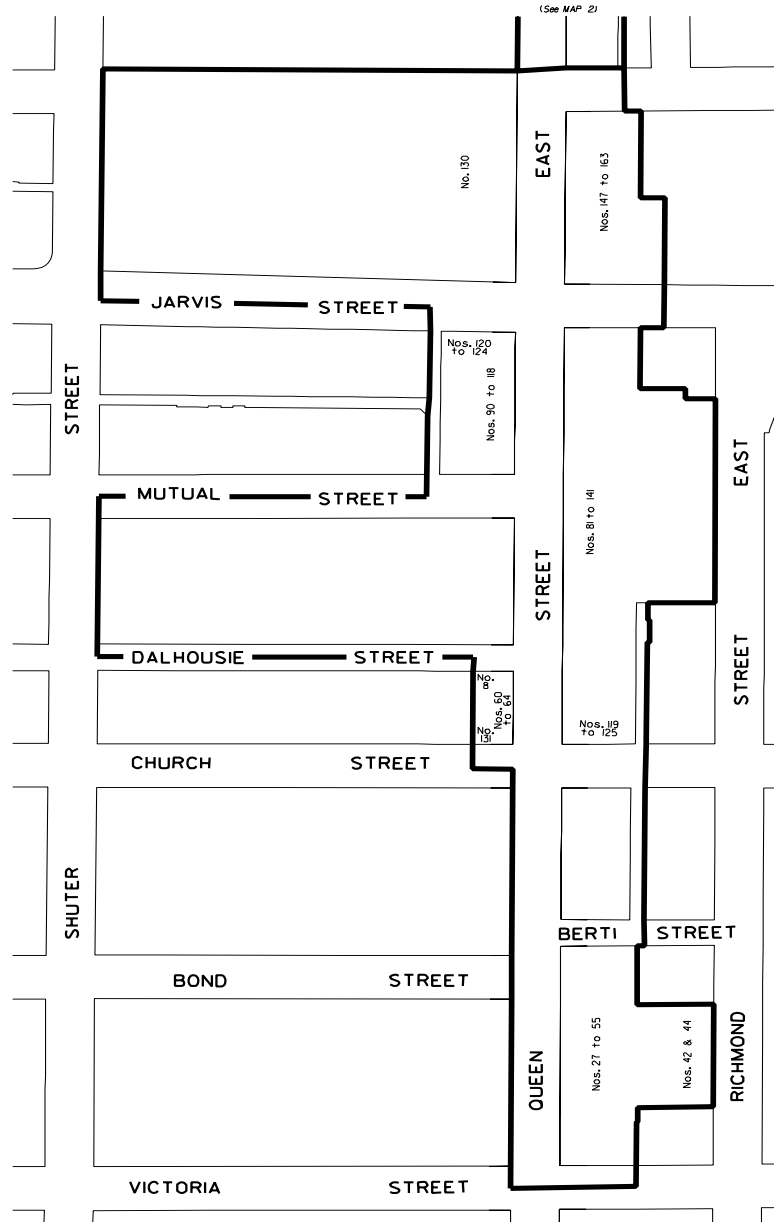 (See MAP 2)
EAST
No. 130
Nos. 147 to 163
JARVIS STREET
Nos. 120
to 124
Nos. 90 to 118
STREET
EAST
MUTUAL STREET
Nos. 81 to 141
STREET
DALHOUSIE STREET
No.
8
Nos. 60
to 64
No.
131
Nos. 119
to 125
STREET
CHURCH STREET
SHUTER
BERTI STREET
BOND STREET
QUEEN
Nos. 27 to 55
Nos. 42 & 44
RICHMOND
VICTORIA STREET